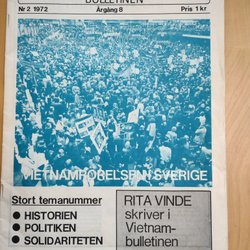 BULLETINEN
Nr 2 1972 Årgång 8 Pris 1 kr
VIETNAMRÖRELSEN I SVERIGE
Stort temanummer
● HISTORIEN
● POLITIKEN
● SOLIDARITETEN
RITA VINDE
skriver i
Vietnam-
bulletinen